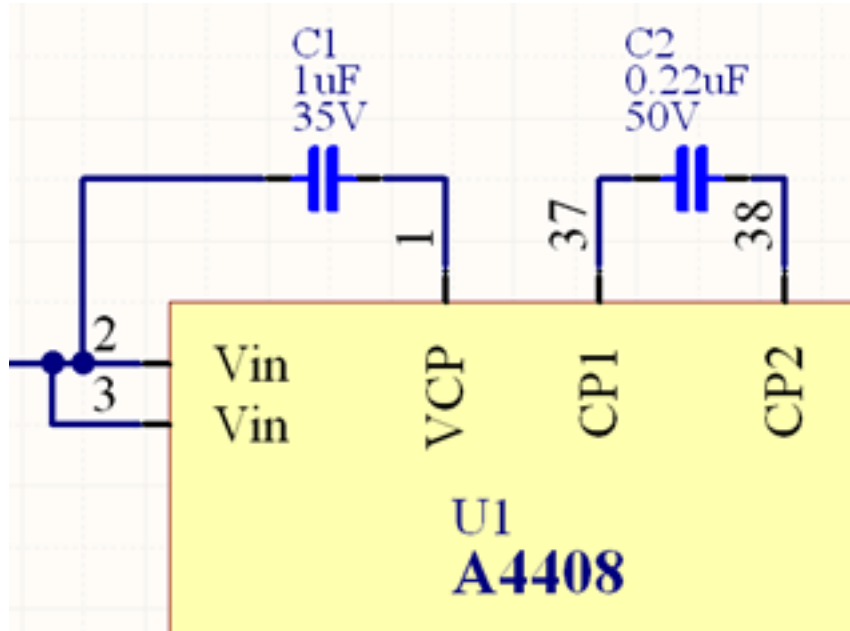 C1
1uF
35V
C2
0.22uF
50V
1
37
38
2
Vin
3
Vin
VCP
CP1
CP2
U1
A4408